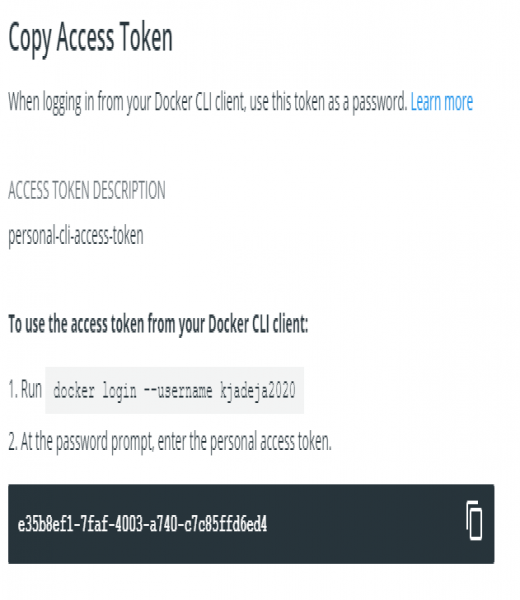 Copy Access Token
When logging in from your Docker CLI client, use this token as a password. Learn more
ACCESS TOKEN DESCRIPTION
personal-cli-access-token
To use the access token from your Docker CLI client:
1. Run docker login --username kjadeja2020
2. At the password prompt, enter the personal access token.
e35b8ef1-7faf-4003-a740-c7c85ffd6ed4